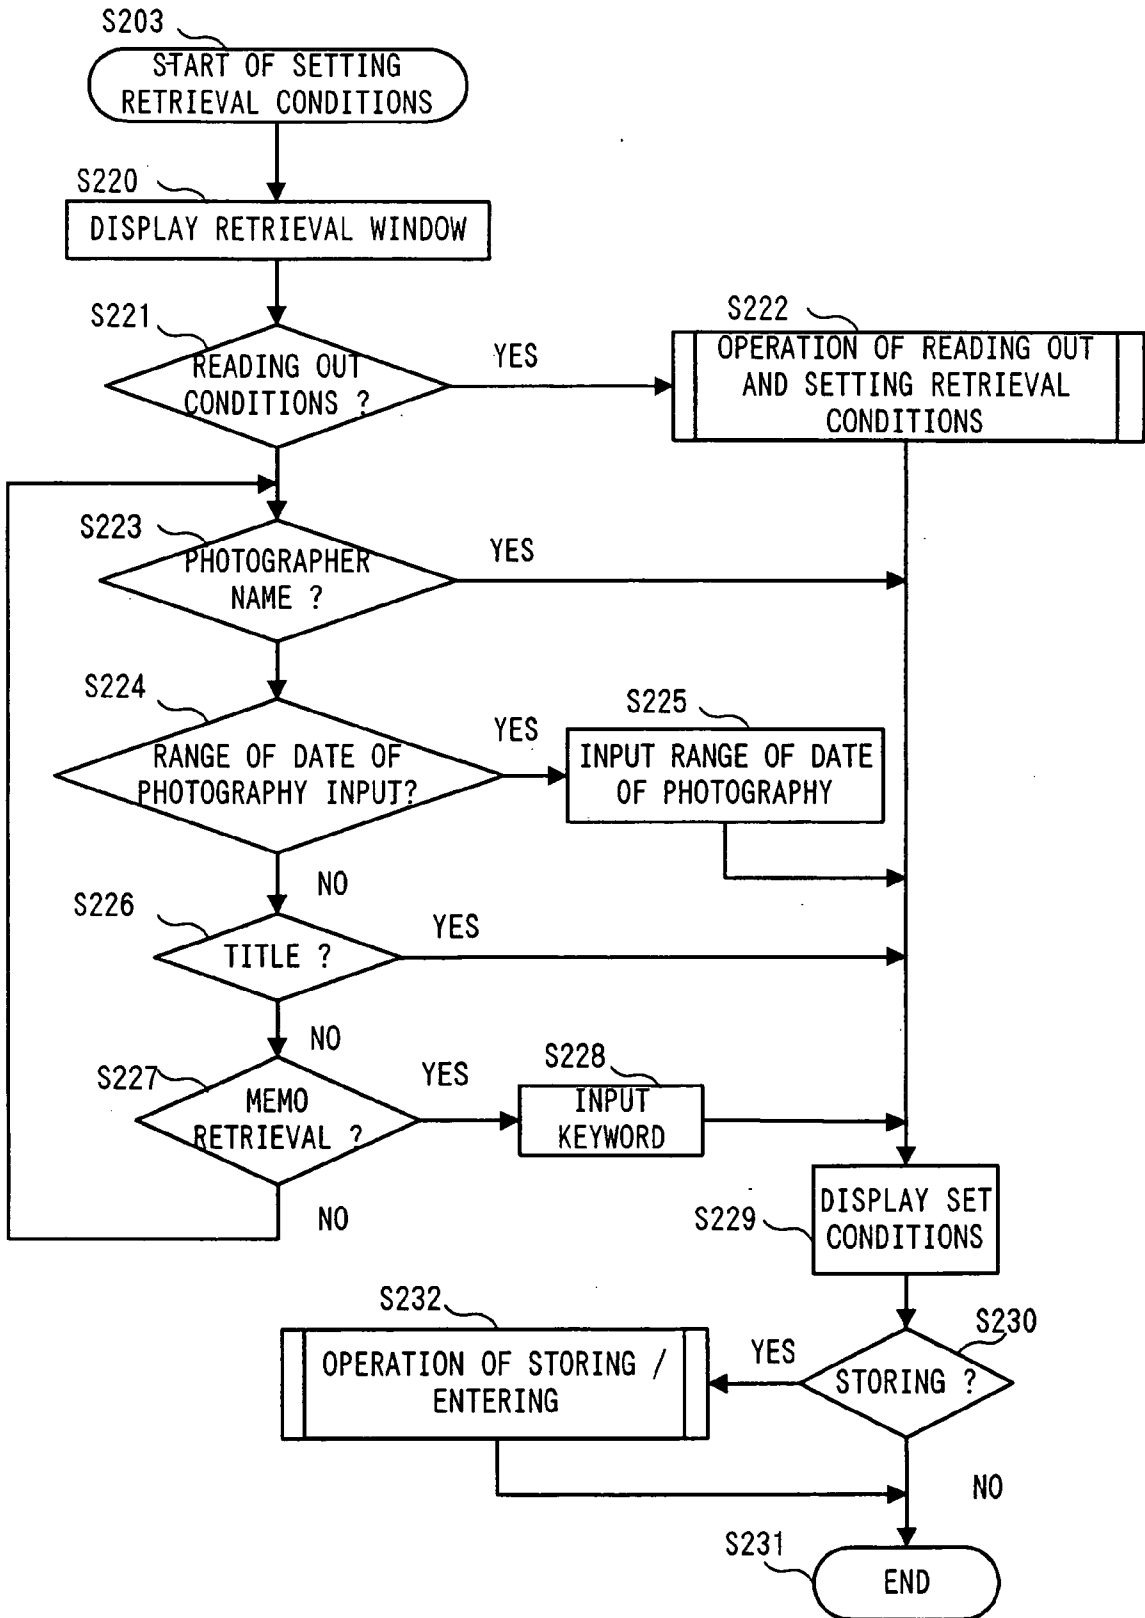 S203
START OF SETTING
RETRIEVAL CONDITIONS
S220
DISPLAY RETRIEVAL WINDOW
S221
READING OUT
CONDITIONS ?
YES
S222
OPERATION OF READING OUT
AND SETTING RETRIEVAL
CONDITIONS
S223
PHOTOGRAPHER
NAME ?
YES
S224
RANGE OF DATE OF
PHOTOGRAPHY INPUT?
YES
S225
INPUT RANGE OF DATE
OF PHOTOGRAPHY
NO
S226
TITLE ?
YES
NO
S227
MEMO
RETRIEVAL ?
YES
S228
INPUT
KEYWORD
NO
S229
DISPLAY SET
CONDITIONS
S230
STORING ?
YES
S232
OPERATION OF STORING /
ENTERING
NO
S231
END